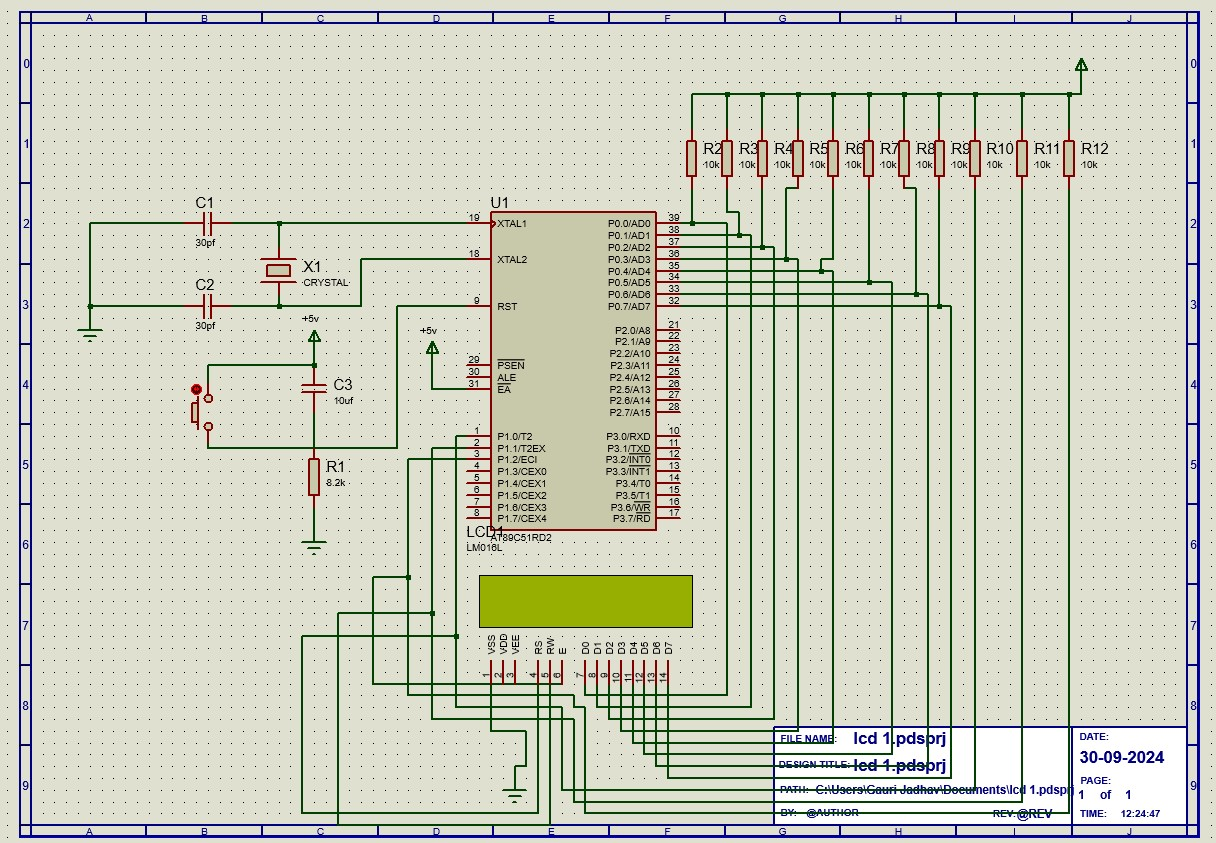 A B C D E F G H I J
0 0
R2 R3 R4 R5 R6 R7 R8 R9 R10 R11 R12
1 1
10k 10k 10k 10k 10k 10k 10k 10k 10k 10k 10k
C1 U1
2 19 XTAL1 P0.0/AD0 39 2
30pf P0.1/AD1 38
P0.2/AD2 37
18 XTAL2 P0.3/AD3 36
X1 P0.4/AD4 35
CRYSTAL P0.5/AD5 34
C2 P0.6/AD6 33
3 9 RST P0.7/AD7 32 3
30pf +5v
+5v P2.0/A8 21
P2.1/A9 22
P2.2/A10 23
29 PSEN P2.3/A11 24
30 ALE P2.4/A12 25
4 C3 31 EA P2.5/A13 26 4
10uf P2.6/A14 27
P2.7/A15 28
1 P1.0/T2 P3.0/RXD 10
2 P1.1/T2EX P3.1/TXD 11
3 P1.2/ECI P3.2/INT0 12
5 R1 4 P1.3/CEX0 P3.3/INT1 13 5
8.2k 5 P1.4/CEX1 P3.4/T0 14
6 P1.5/CEX2 P3.5/T1 15
7 P1.6/CEX3 P3.6/WR 16
8 P1.7/CEX4 P3.7/RD 17
LCD1 AT89C51RD2
6 LM016L 6
7 7
VSS VDD VEE RS RW E D0 D1 D2 D3 D4 D5 D6 D7
1 2 3 4 5 6 7 8 9 10 11 12 13 14
8 8
FILE NAME: lcd 1.pdsprj DATE:
DESIGN TITLE: lcd 1.pdsprj 30-09-2024
9 PATH: C:\Users\Gauri Jadhav\Documents\lcd 1.pdsprj PAGE: 9
1 of 1
BY: @AUTHOR REV:@REV TIME: 12:24:47
A B C D E F G H I J